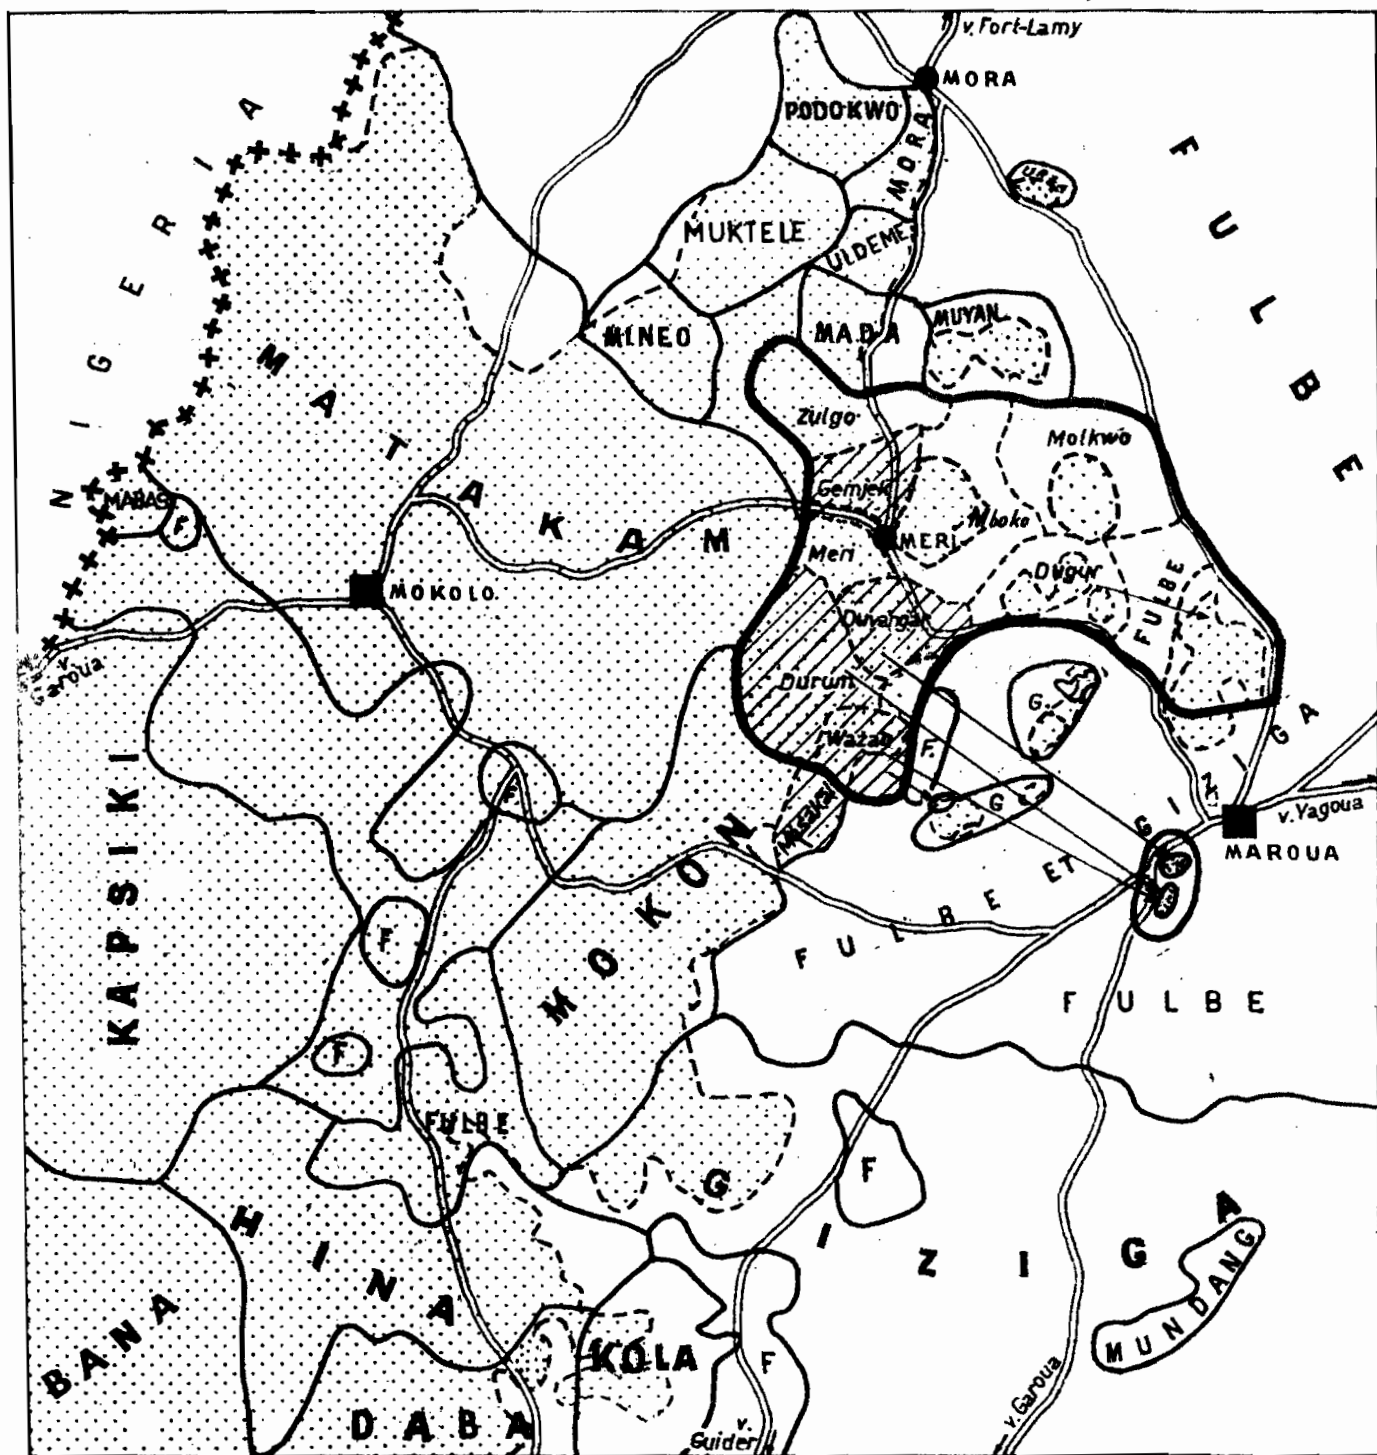 v. Fort-Lamy
MORA
PODOKWO
MORA
NIGERIA
FULBE
MUKTELE
ULDEME
MINEO
MADA
MUYAN
MATAKAM
Zulgo
Molkwo
Gemjek
Mboko
MABAS
F
MERI
Meri
Dugur
FULBE
MOKOLO
Duvangar
v.
Garoua
Durum
G
Wazan
F
G
GIZIGA
v. Yagoua
MAROUA
KAPSIKI
MOKON
FULBE ET
F
FULBE
F
FULBE
G I Z I G A
F
HINA
MUNDANG
BANA
KOLA
F
DABA
v.
Guider
v. Garoua